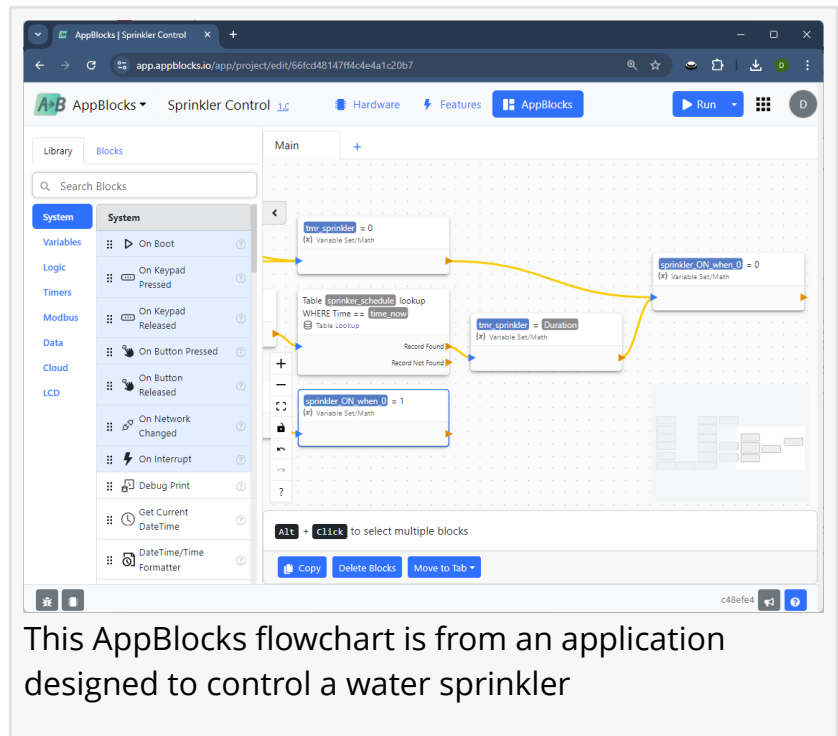 AppBlocks | Sprinkler Control
app.appblocks.io/app/project/edit/66fcd48147ff4c4e4a1c20b7
D
A B AppBlocks Sprinkler Control 1.0 Hardware Features AppBlocks Run D
Library Blocks
Main +
Search Blocks
System
Variables
Logic
Timers
Modbus
Data
Cloud
LCD
System
On Boot
On Keypad
Pressed
On Keypad
Released
On Button Pressed
On Button
Released
On Network
Changed
On Interrupt
Debug Print
Get Current
DateTime
DateTime/Time
Formatter
tmr_sprinkler = 0
(x) Variable Set/Math
Table sprinker_schedule lookup
WHERE Time == time_now
Table Lookup
Record Found
Record Not Found
sprinkler_ON_when_0 = 1
(x) Variable Set/Math
tmr_sprinkler = Duration
(x) Variable Set/Math
sprinkler_ON_when_0 = 0
(x) Variable Set/Math
Alt + Click to select multiple blocks
Copy Delete Blocks Move to Tab
c48efe4
This AppBlocks flowchart is from an application
designed to control a water sprinkler